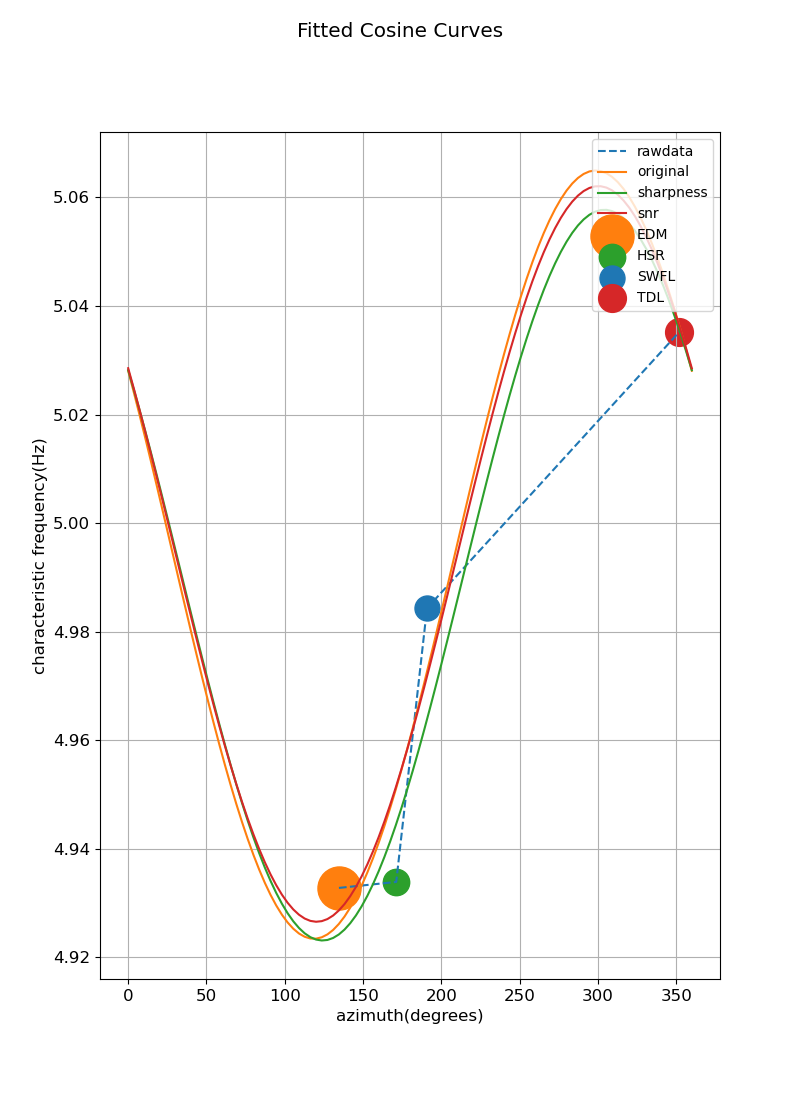 Fitted Cosine Curves
rawdata
original
sharpness
snr
EDM
HSR
SWFL
TDL
characteristic frequency(Hz)
5.06
5.04
5.02
5.00
4.98
4.96
4.94
4.92
0 50 100 150 200 250 300 350
azimuth(degrees)